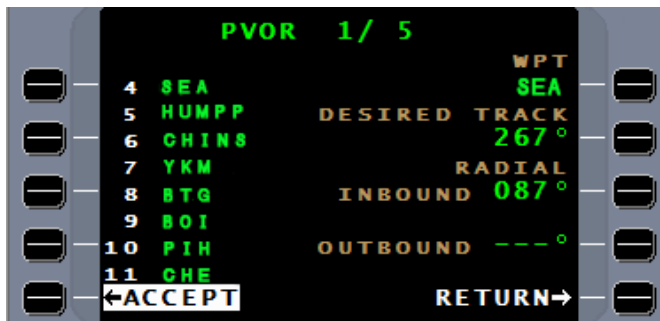 PVOR 1/ 5
WPT
4 SEA SEA
5 HUMPP DESIRED TRACK
6 CHINS 267°
7 YKM RADIAL
8 BTG INBOUND 087°
9 BOI
10 PIH OUTBOUND ---°
11 CHE
←ACCEPT RETURN→